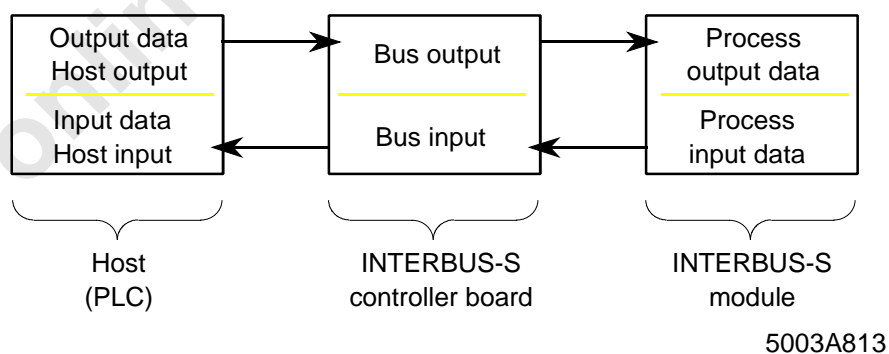 Output data
Host output
Input data
Host input
Bus output
Bus input
Process
output data
Process
input data
Host
(PLC)
INTERBUS-S
controller board
INTERBUS-S
module
5003A813